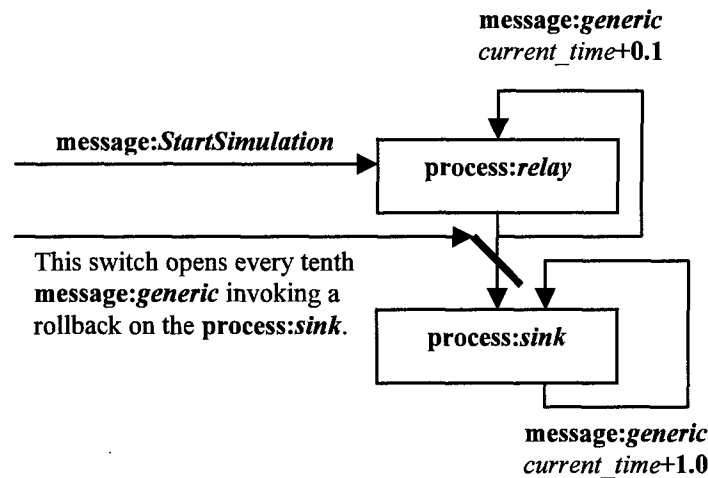 message:generic
current_time+0.1
message:StartSimulation
process:relay
This switch opens every tenth
message:generic invoking a
rollback on the process:sink.
process:sink
message:generic
current_time+1.0